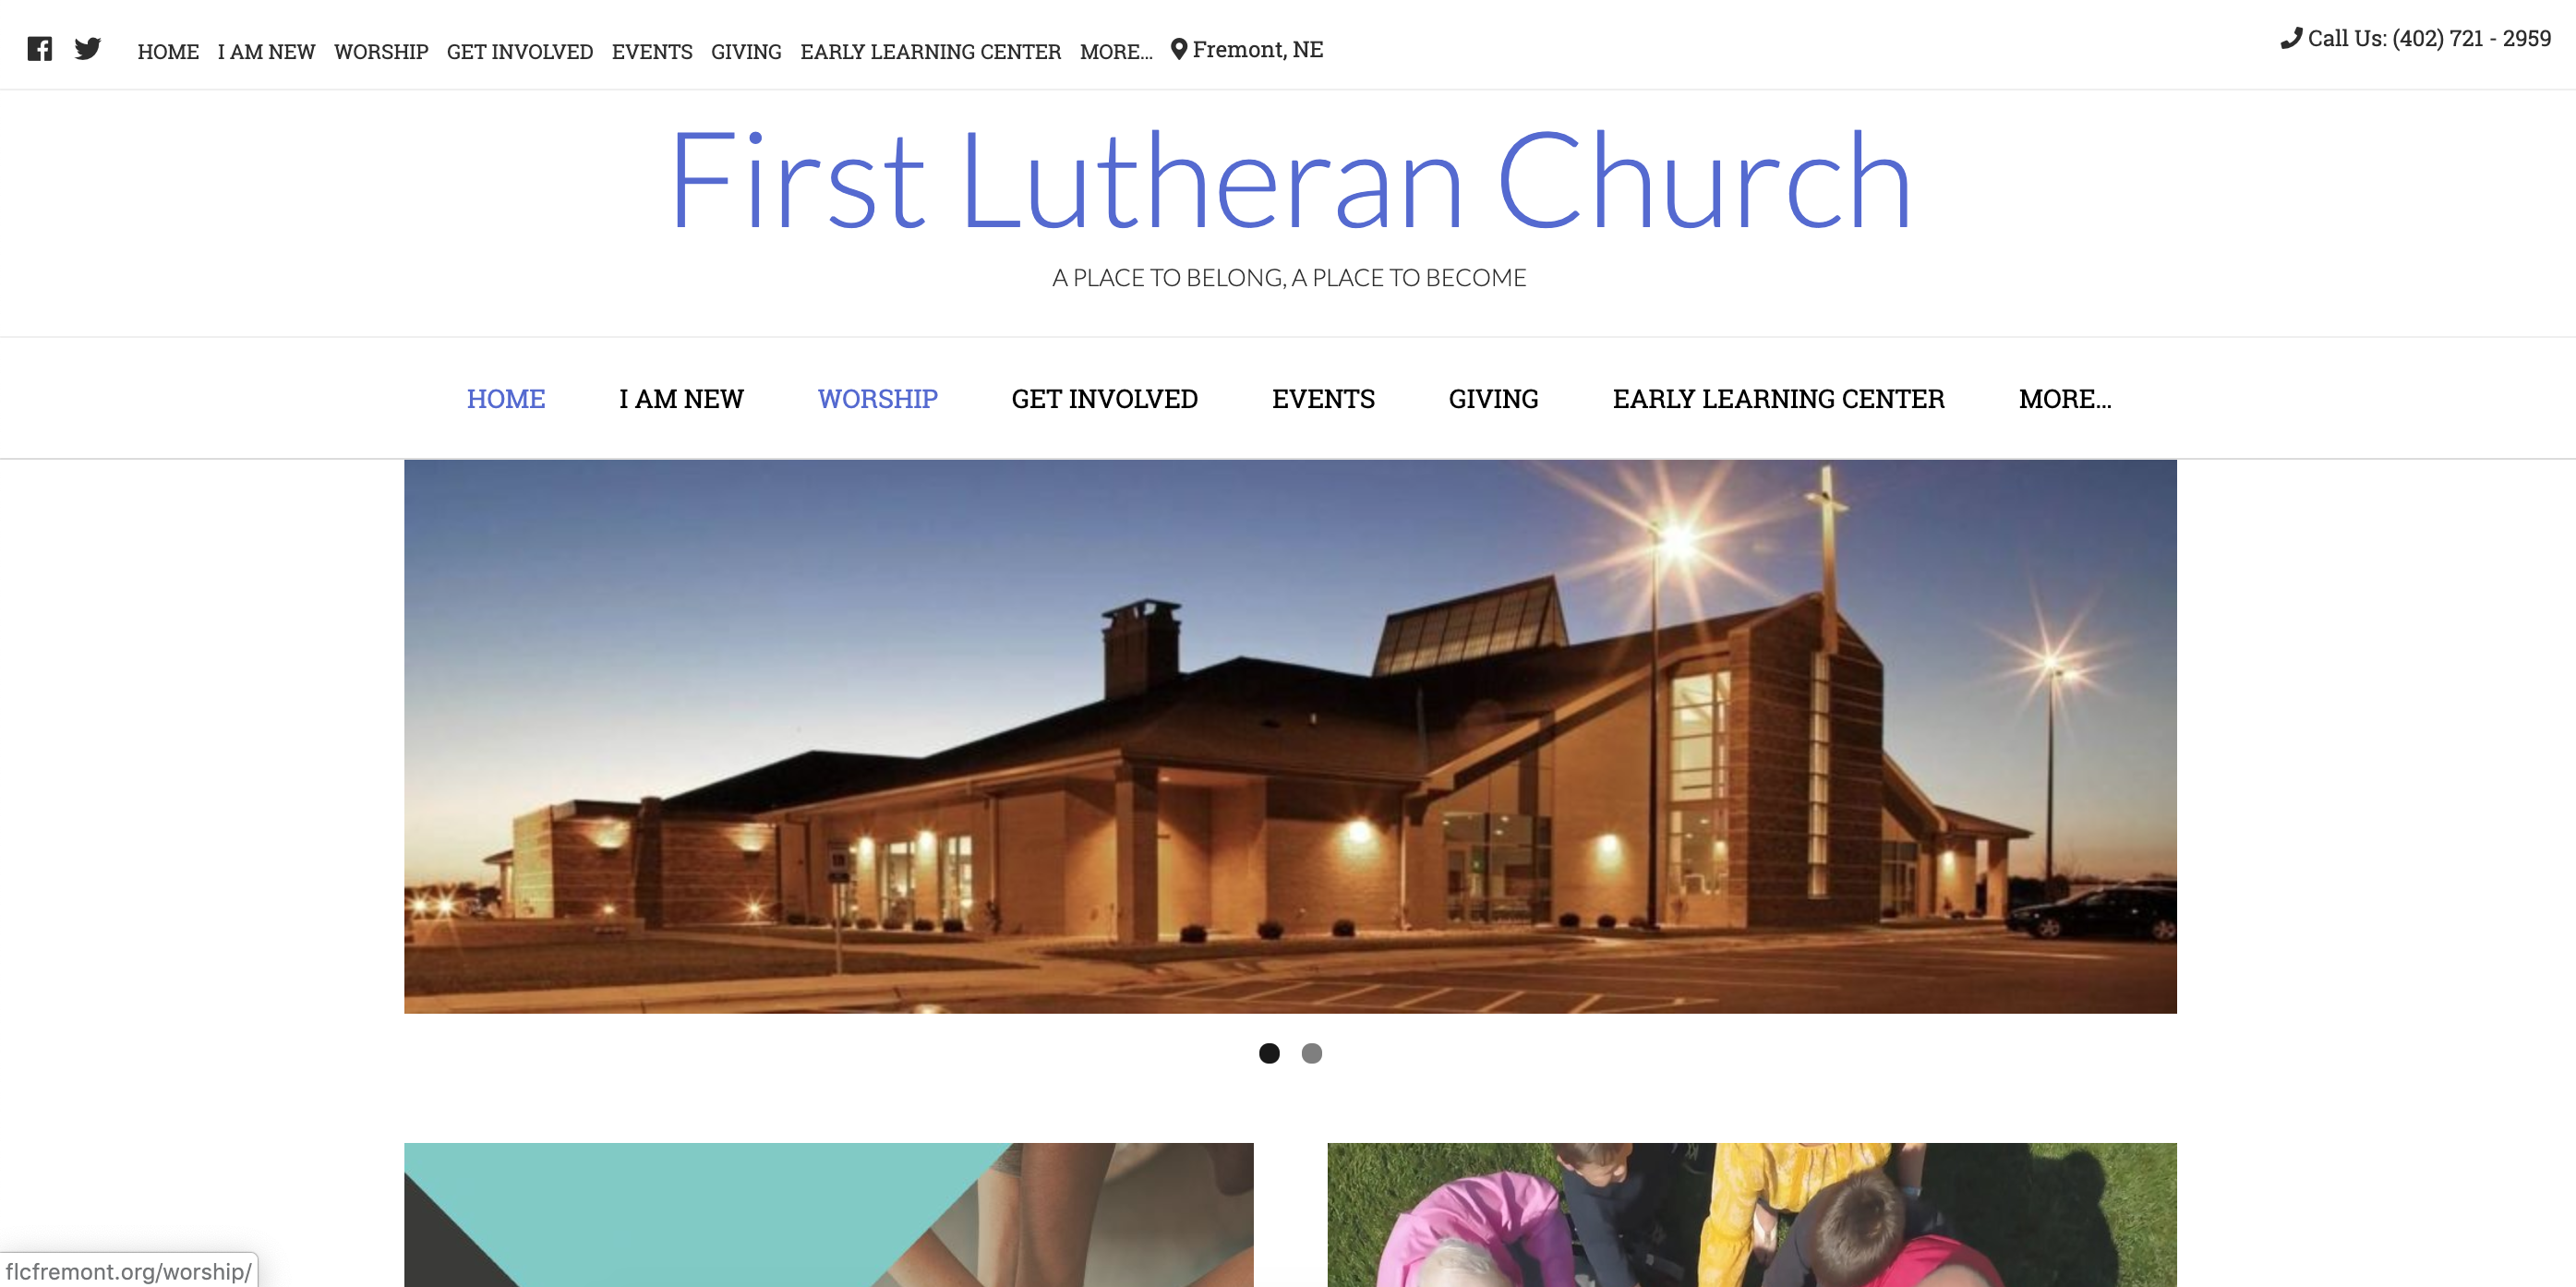 HOME I AM NEW WORSHIP GET INVOLVED EVENTS GIVING EARLY LEARNING CENTER MORE... Fremont, NE
Call Us: (402) 721 - 2959
First Lutheran Church
A PLACE TO BELONG, A PLACE TO BECOME
HOME I AM NEW WORSHIP GET INVOLVED EVENTS GIVING EARLY LEARNING CENTER MORE...
flcfremont.org/worship/